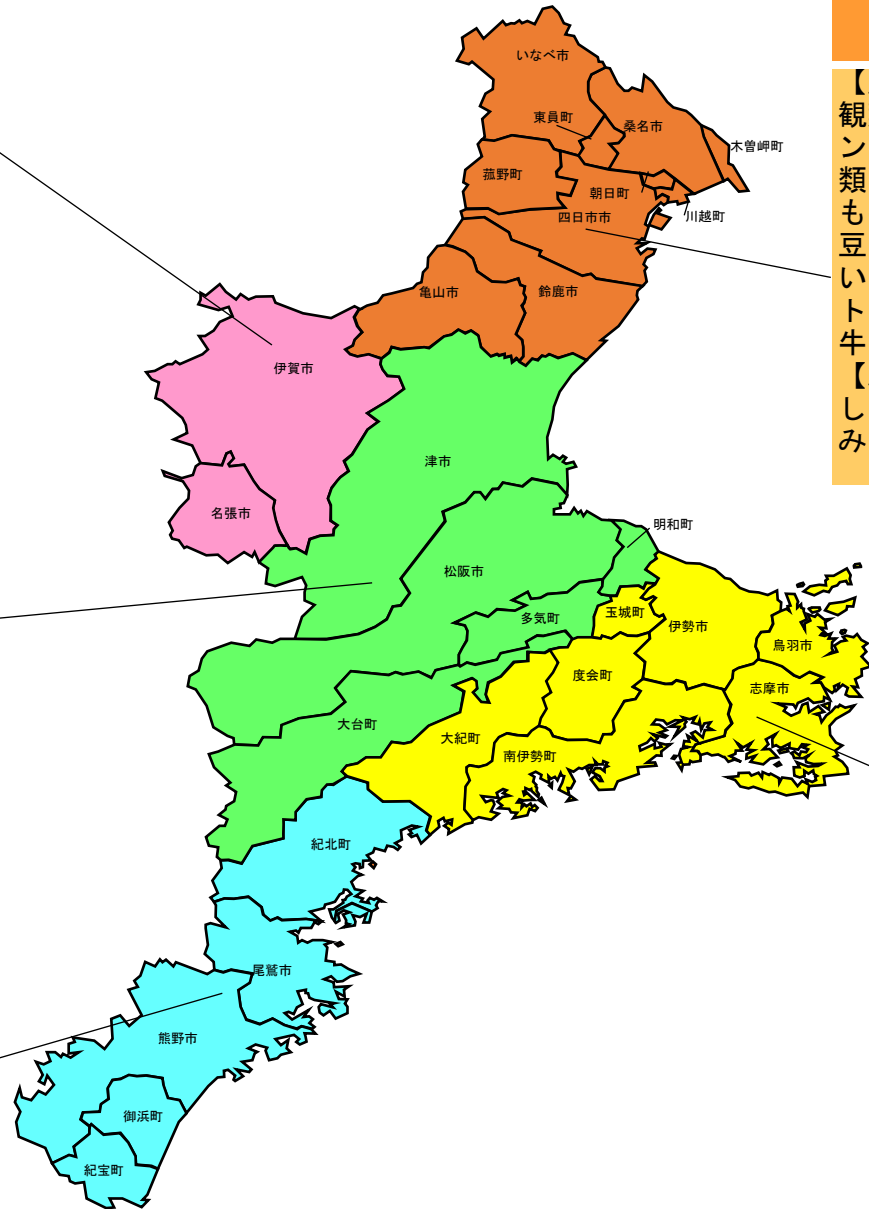 いなべ市
東員町
桑名市
木曽岬町
菰野町
朝日町
川越町
四日市市
亀山市
鈴鹿市
伊賀市
名張市
津市
松阪市
明和町
多気町
玉城町
伊勢市
鳥羽市
度会町
志摩市
大台町
大紀町
南伊勢町
紀北町
尾鷲市
熊野市
御浜町
紀宝町
【
観
ン
類
も
豆
い
ト
牛
【
し
み